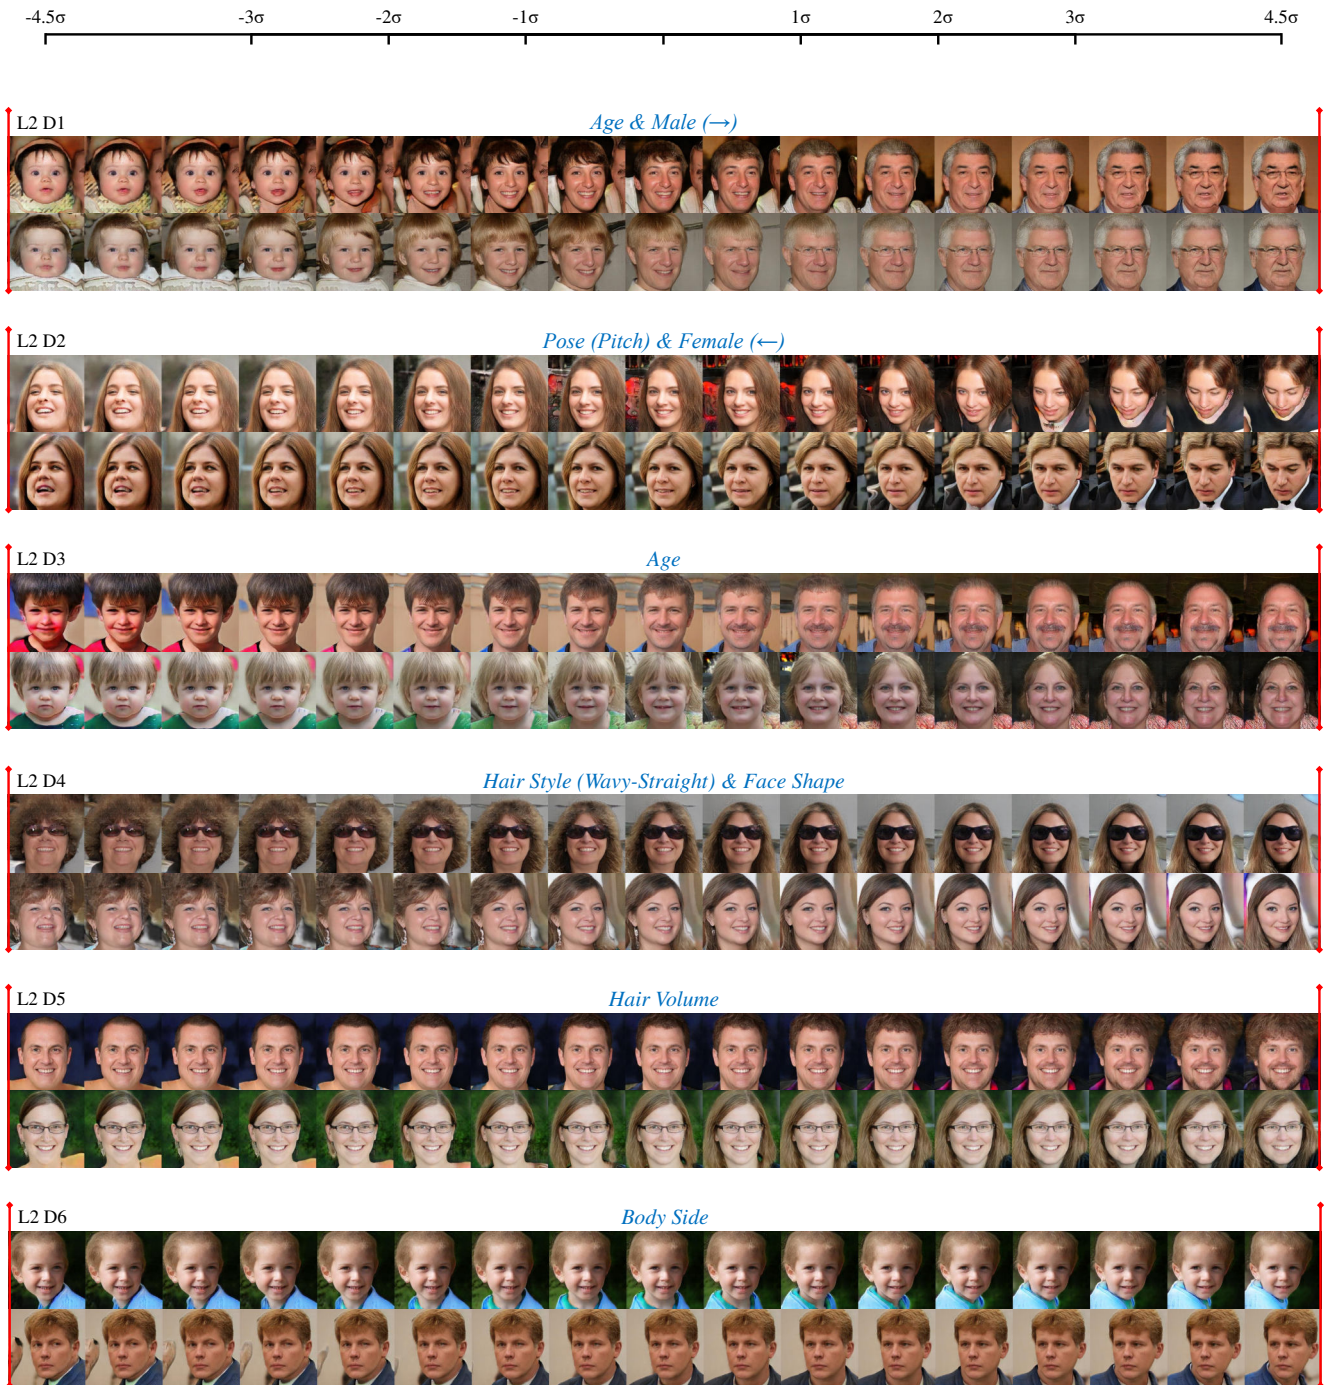 -4.5σ -3σ -2σ -1σ 1σ 2σ 3σ 4.5σ
L2 D1 Age & Male (→)
L2 D2 Pose (Pitch) & Female (←)
L2 D3 Age
L2 D4 Hair Style (Wavy-Straight) & Face Shape
L2 D5 Hair Volume
L2 D6 Body Side